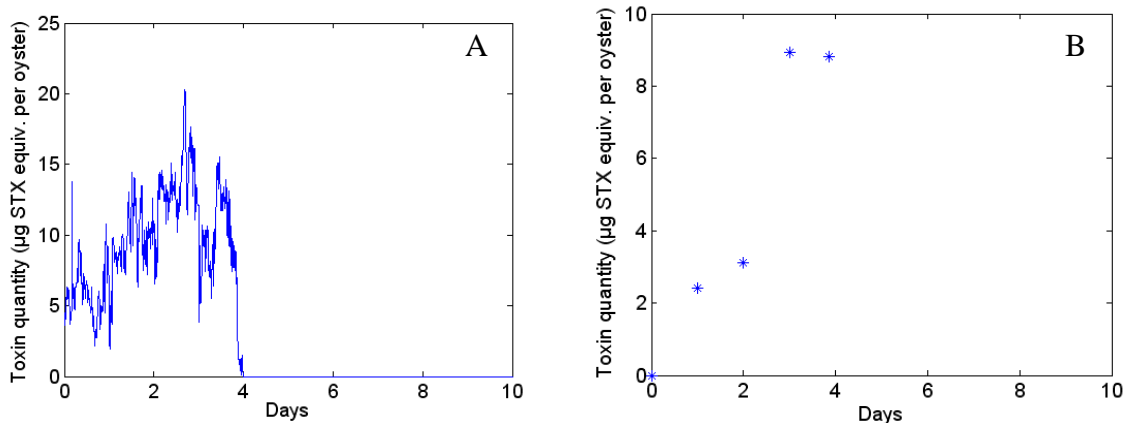 A
Toxin quantity (µg STX equiv. per oyster)
25
20
15
10
5
0
0 2 4 6 8 10
Days
B
Toxin quantity (µg STX equiv. per oyster)
10
8
6
4
2
0
0 2 4 6 8 10
Days